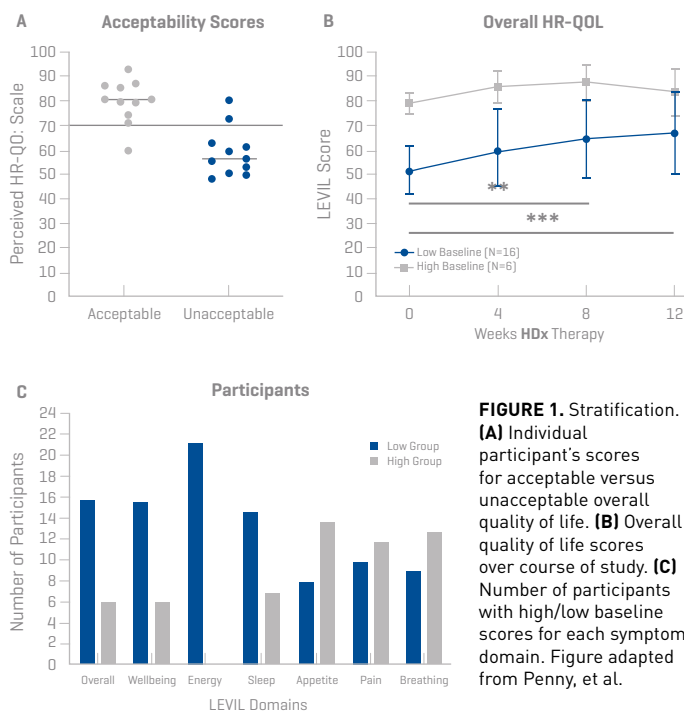 A
Acceptability Scores
Perceived HR-QO: Scale
100
90
80
70
60
50
40
30
20
10
0
Acceptable
Unacceptable
B
Overall HR-QOL
LEVIL Score
100
90
80
70
60
50
40
30
20
10
0
**
***
Low Baseline (N=16)
High Baseline (N=6)
0
4
8
12
Weeks HDx Therapy
C
Participants
Number of Participants
24
22
20
18
16
14
12
10
8
6
4
2
0
Low Group
High Group
Overall
Wellbeing
Energy
Sleep
Appetite
Pain
Breathing
LEVIL Domains
FIGURE 1. Stratification.
(A) Individual
participant's scores
for acceptable versus
unacceptable overall
quality of life. (B) Overall
quality of life scores
over course of study. (C)
Number of participants
with high/low baseline
scores for each symptom
domain. Figure adapted
from Penny, et al.